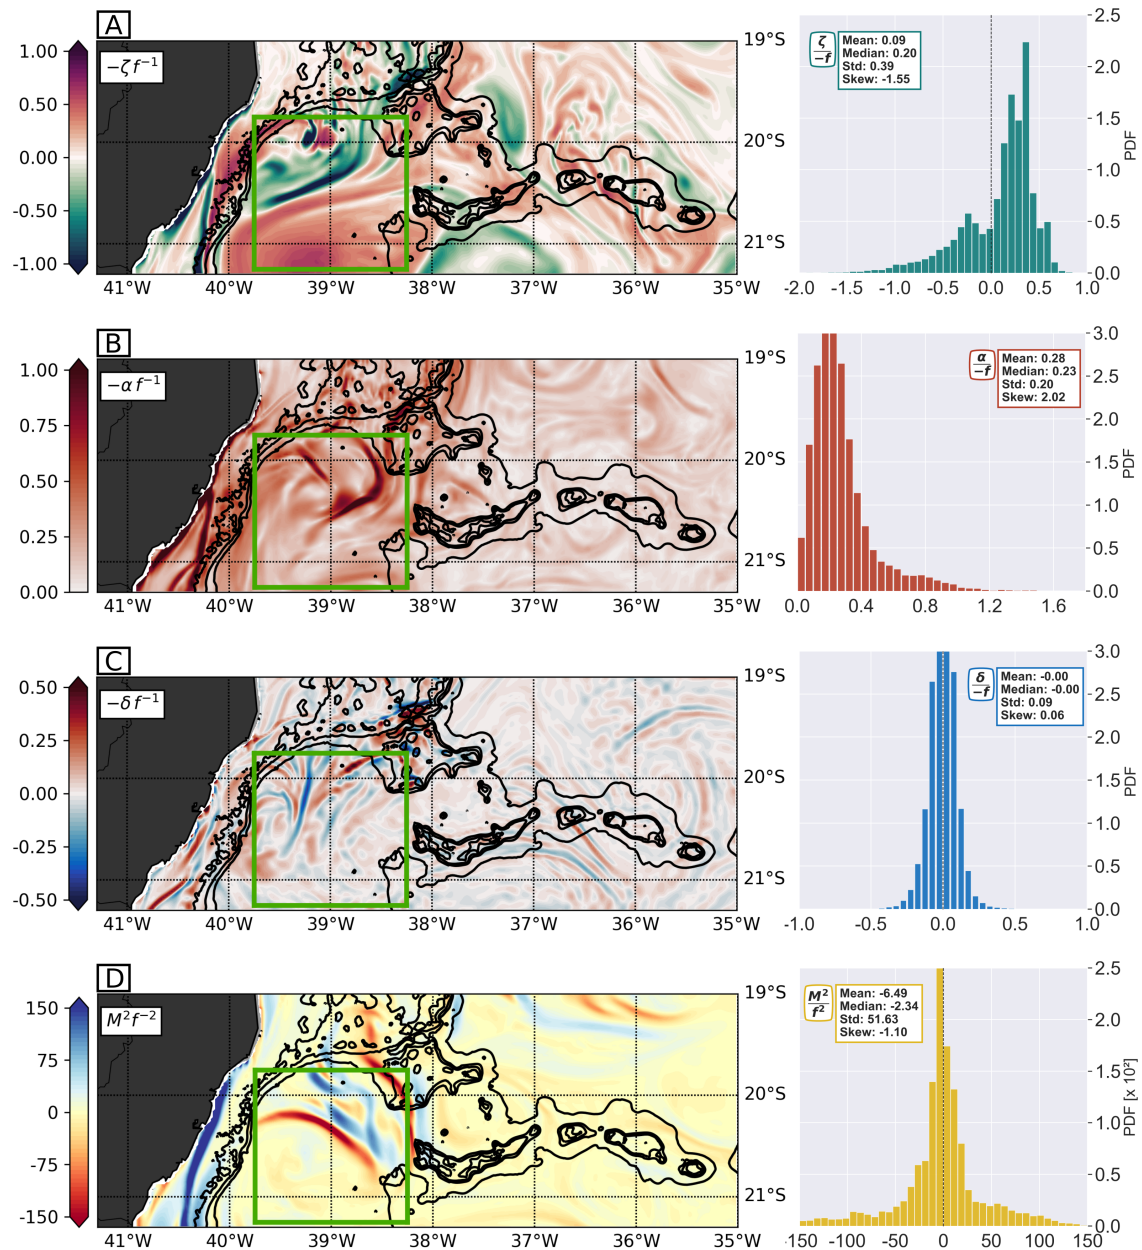 A
1.00
0.50
0.00
-0.50
-1.00
−ζf⁻¹
19°S
20°S
21°S
41°W
40°W
39°W
38°W
37°W
36°W
35°W
ζ
-f
Mean: 0.09
Median: 0.20
Std: 0.39
Skew: -1.55
2.5
2.0
1.5
1.0
0.5
0.0
PDF
-2.0
-1.5
-1.0
-0.5
0.0
0.5
1.0
B
1.00
0.75
0.50
0.25
0.00
−αf⁻¹
19°S
20°S
21°S
41°W
40°W
39°W
38°W
37°W
36°W
35°W
α
-f
Mean: 0.28
Median: 0.23
Std: 0.20
Skew: 2.02
3.0
2.5
2.0
1.5
1.0
0.5
0.0
PDF
0.0
0.4
0.8
1.2
1.6
C
0.50
0.25
0.00
-0.25
-0.50
−δf⁻¹
19°S
20°S
21°S
41°W
40°W
39°W
38°W
37°W
36°W
35°W
δ
-f
Mean: -0.00
Median: -0.00
Std: 0.09
Skew: 0.06
3.0
2.5
2.0
1.5
1.0
0.5
0.0
PDF
-1.0
-0.5
0.0
0.5
1.0
D
150
75
0
-75
-150
M²f⁻²
19°S
20°S
21°S
41°W
40°W
39°W
38°W
37°W
36°W
35°W
M²
f²
Mean: -6.49
Median: -2.34
Std: 51.63
Skew: -1.10
2.5
2.0
1.5
1.0
0.5
0.0
PDF [x 10²]
-150
-100
-50
0
50
100
150